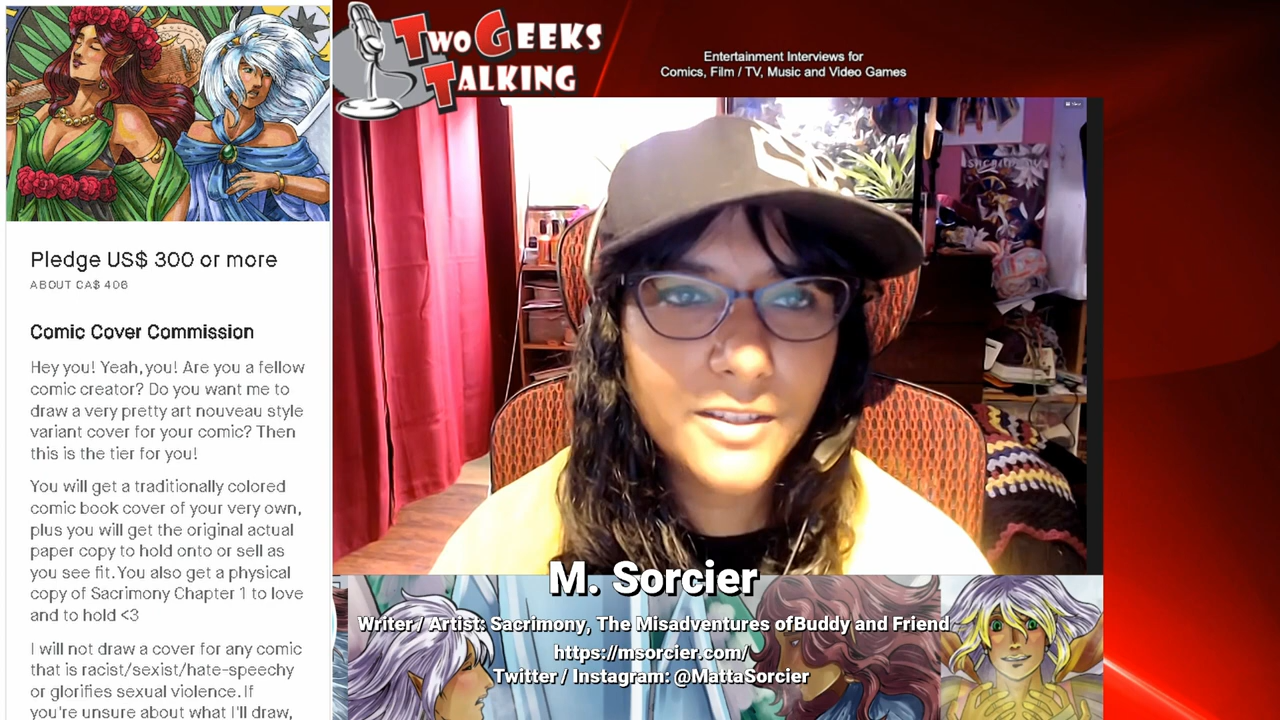 Two Geeks
Talking
Entertainment Interviews for
Comics, Film / TV, Music and Video Games
Pledge US$ 300 or more
ABOUT CA$ 406
Comic Cover Commission
Hey you! Yeah, you! Are you a fellow
comic creator? Do you want me to
draw a very pretty art nouveau style
variant cover for your comic? Then
this is the tier for you!
You will get a traditionally colored
comic book cover of your very own,
plus you will get the original actual
paper copy to hold onto or sell as
you see fit. You also get a physical
copy of Sacrimony Chapter 1 to love
and to hold <3
I will not draw a cover for any comic
that is racist/sexist/hate-speechy
or glorifies sexual violence. If
you're unsure about what I'll draw,
M. Sorcier
Writer / Artist: Sacrimony, The Misadventures ofBuddy and Friend
https://msorcier.com/
Twitter / Instagram: @MattaSorcier